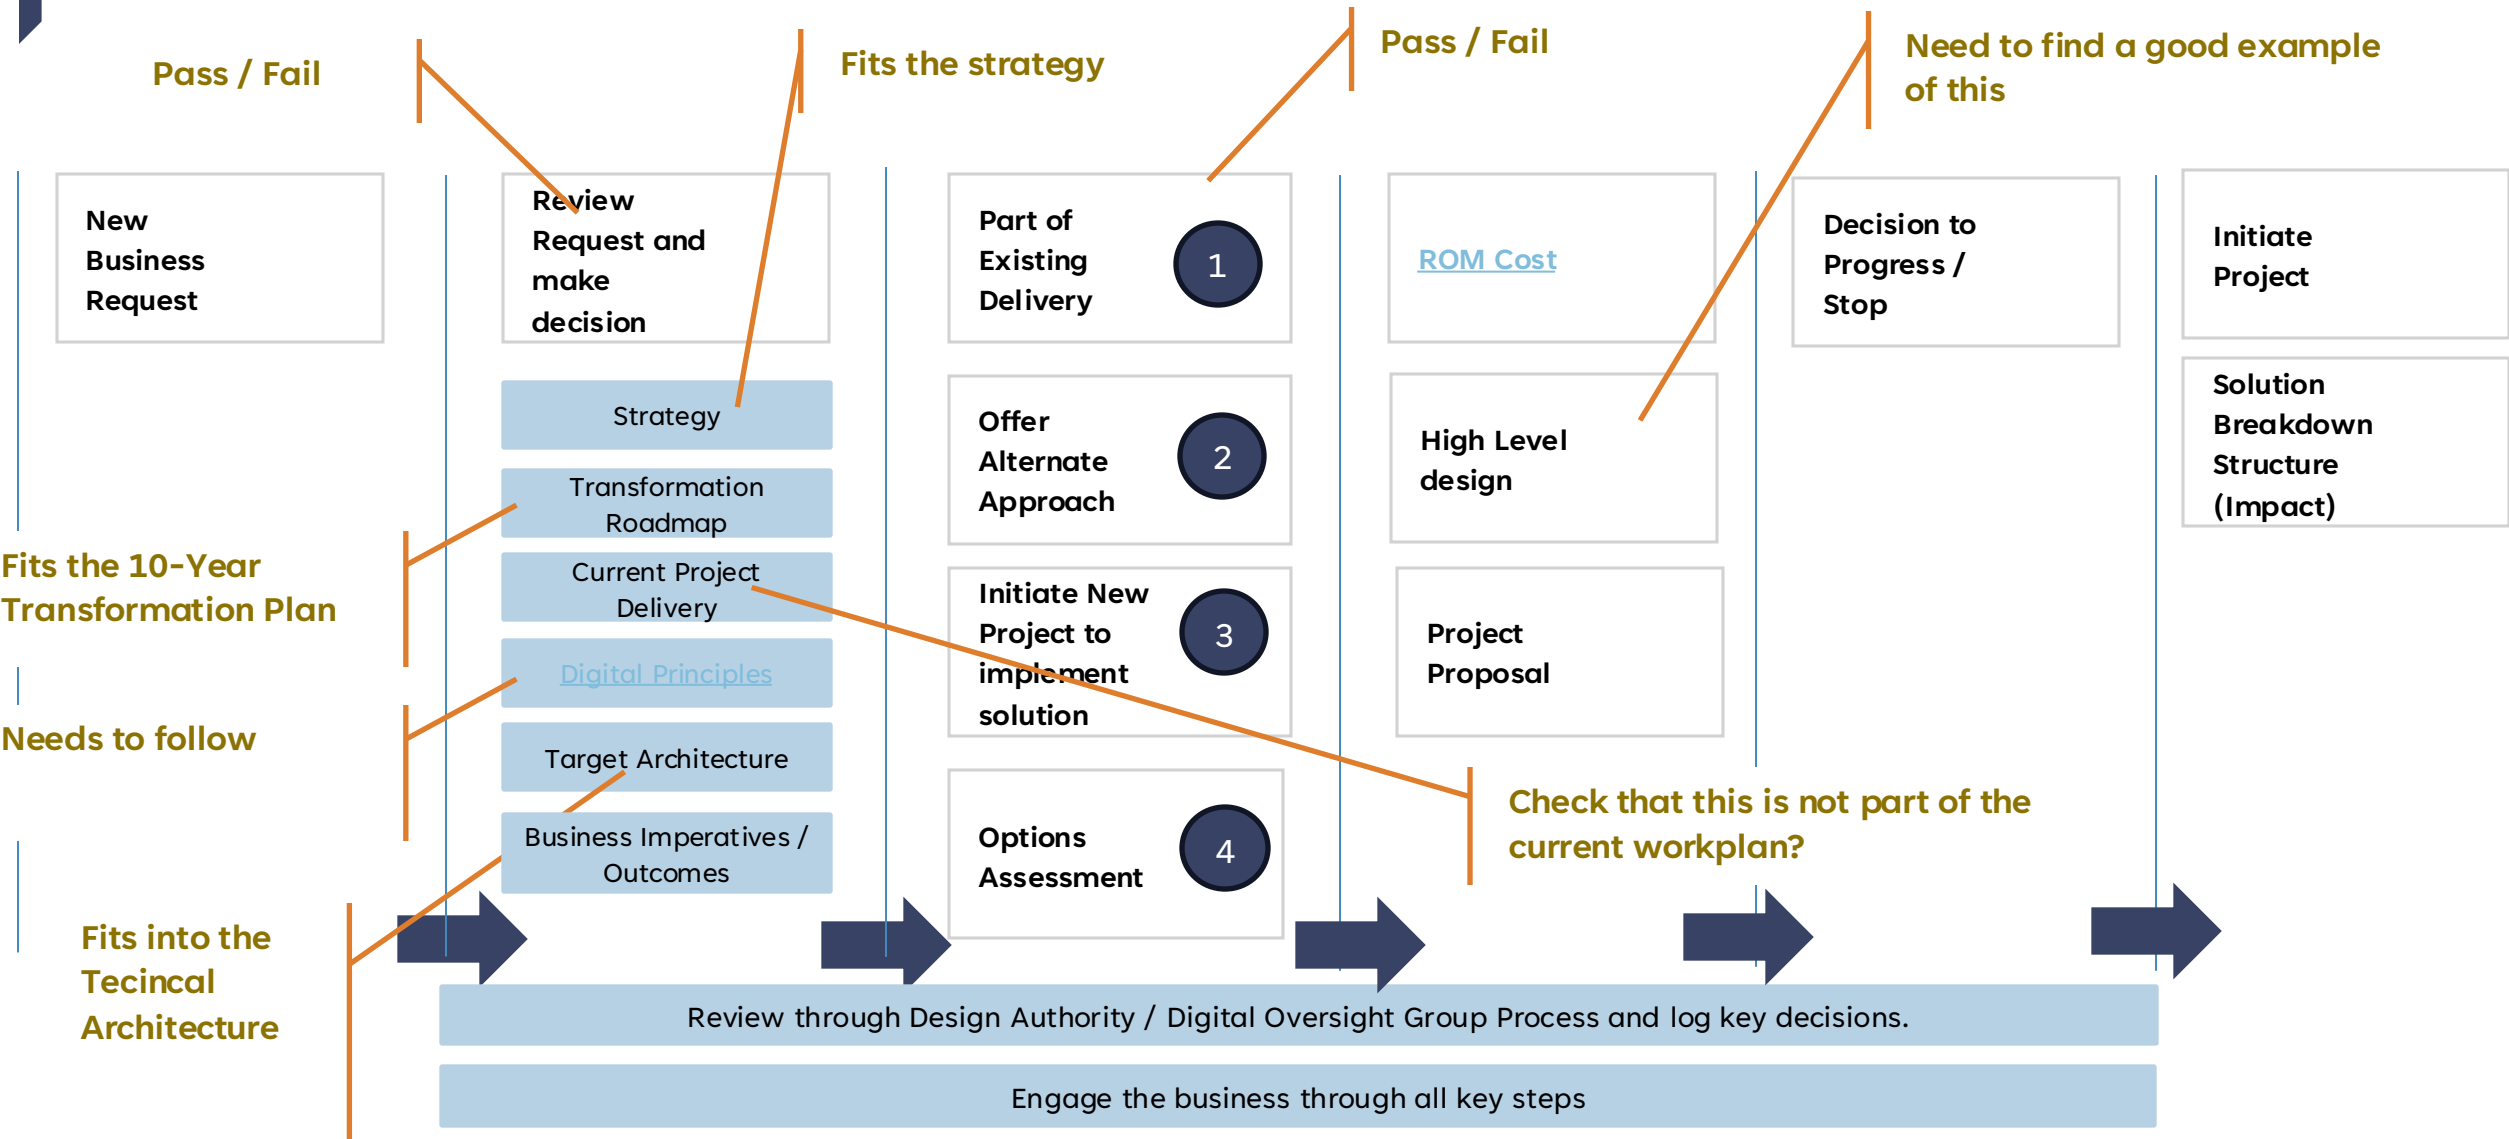 Pass / Fail
Fits the strategy
Pass / Fail
Need to find a good example
of this
New
Business
Request
Review
Request and
make
decision
Strategy
Transformation
Roadmap
Current Project
Delivery
Digital Principles
Target Architecture
Business Imperatives /
Outcomes
Part of
Existing
Delivery
1
Offer
Alternate
Approach
2
Initiate New
Project to
implement
solution
3
Options
Assessment
4
ROM Cost
High Level
design
Project
Proposal
Decision to
Progress /
Stop
Initiate
Project
Solution
Breakdown
Structure
(Impact)
Fits the 10-Year
Transformation Plan
Needs to follow
Fits into the
Tecincal
Architecture
Check that this is not part of the
current workplan?
Review through Design Authority / Digital Oversight Group Process and log key decisions.
Engage the business through all key steps